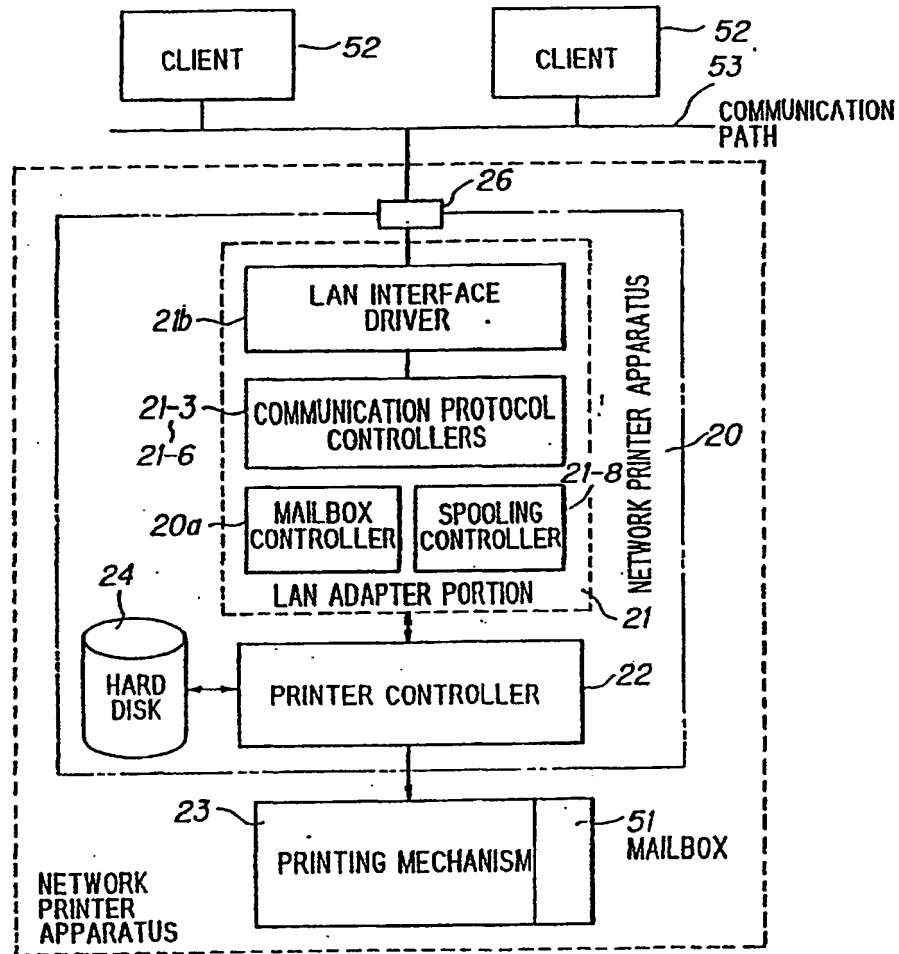 CLIENT
52
CLIENT
52
53
COMMUNICATION
PATH
26
LAN INTERFACE
DRIVER
21b
COMMUNICATION PROTOCOL
CONTROLLERS
21-3
21-6
MAILBOX
CONTROLLER
20a
SPOOLING
CONTROLLER
21-8
LAN ADAPTER PORTION
21
NETWORK PRINTER APPARATUS
20
24
HARD
DISK
PRINTER CONTROLLER
22
23
PRINTING MECHANISM
51
MAILBOX
NETWORK
PRINTER
APPARATUS